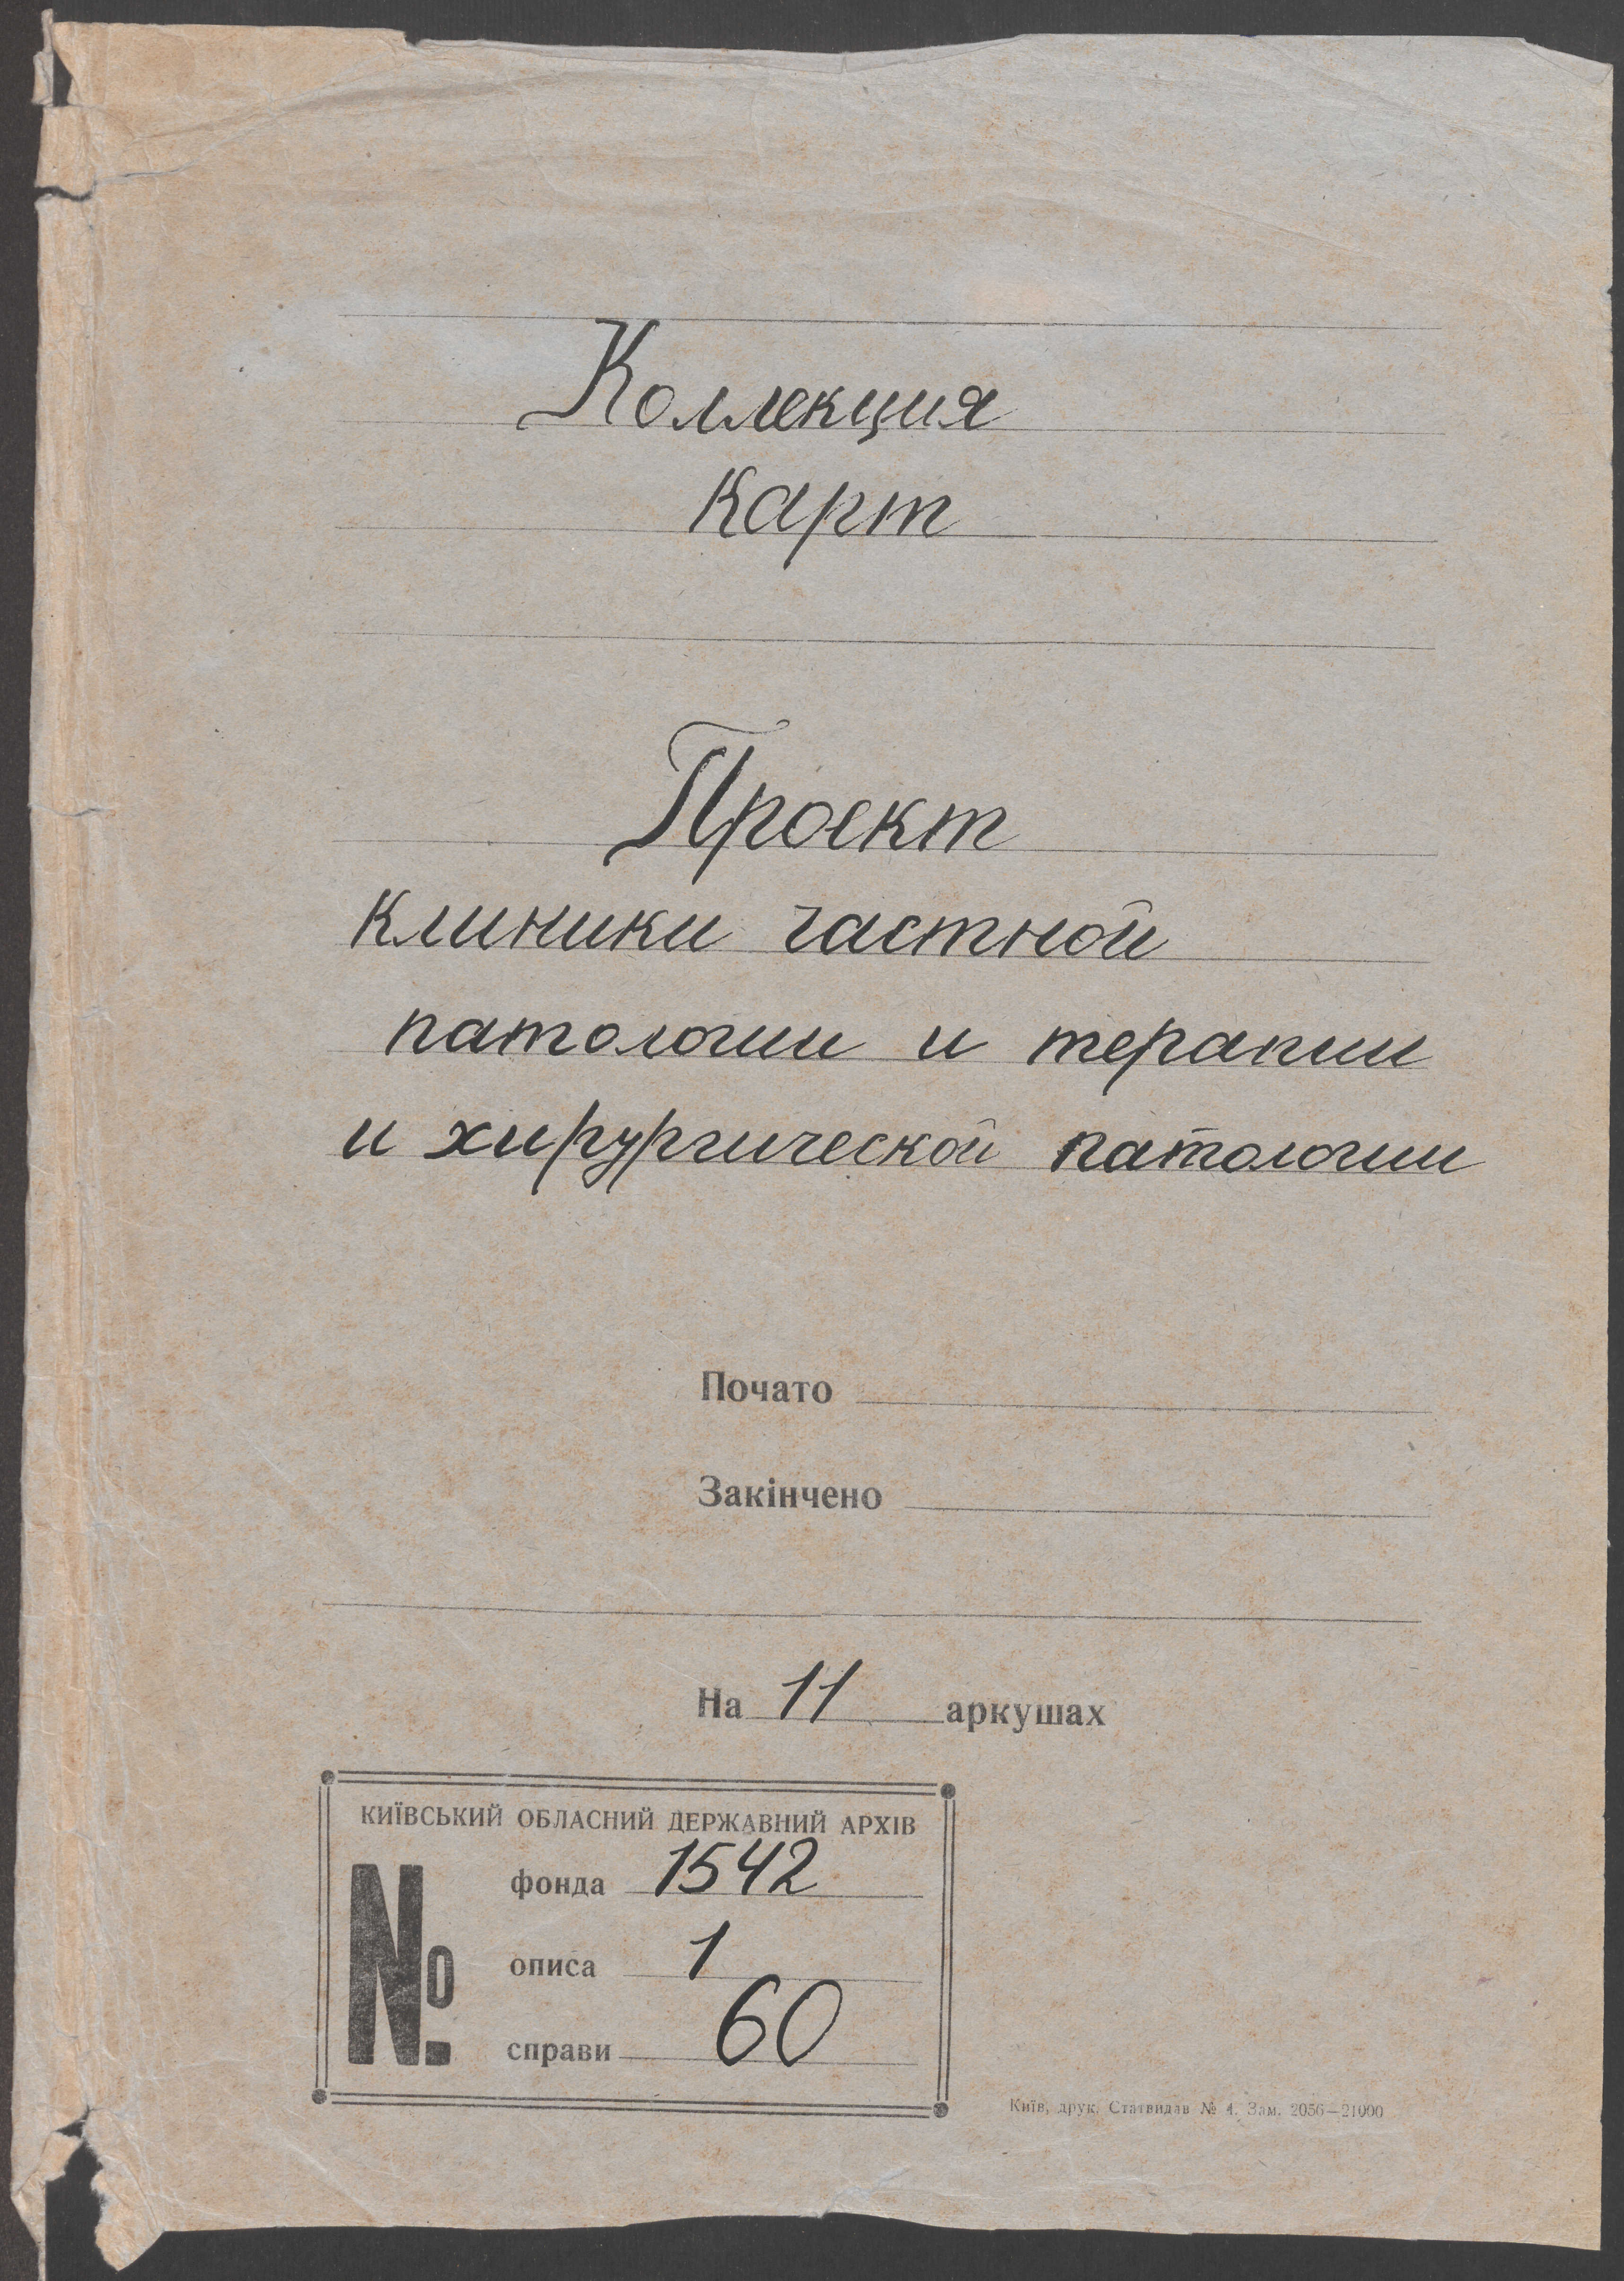 Коллекция
карт
Проект
клиники частной
патологии и терапии
и хирургической патологии
Почато
Закінчено
На 11 аркушах
КИЇВСЬКИЙ ОБЛАСНИЙ ДЕРЖАВНИЙ АРХІВ
№
фонда 1542
описа 1
справи 60
Київ, друк. Статвидав № 4. Зам. 2056—21000